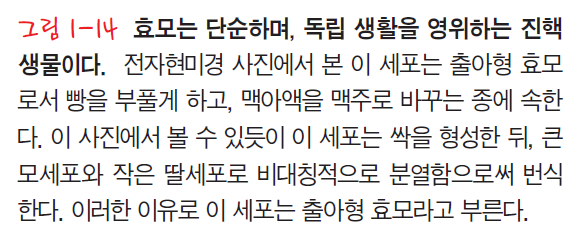 그림 1-14 효모는 단순하며, 독립 생활을 영위하는 진핵
생물이다. 전자현미경 사진에서 본 이 세포는 출아형 효모
로서 빵을 부풀게 하고, 맥아액을 맥주로 바꾸는 종에 속한
다. 이 사진에서 볼 수 있듯이 이 세포는 싹을 형성한 뒤, 큰
모세포와 작은 딸세포로 비대칭적으로 분열함으로써 번식
한다. 이러한 이유로 이 세포는 출아형 효모라고 부른다.